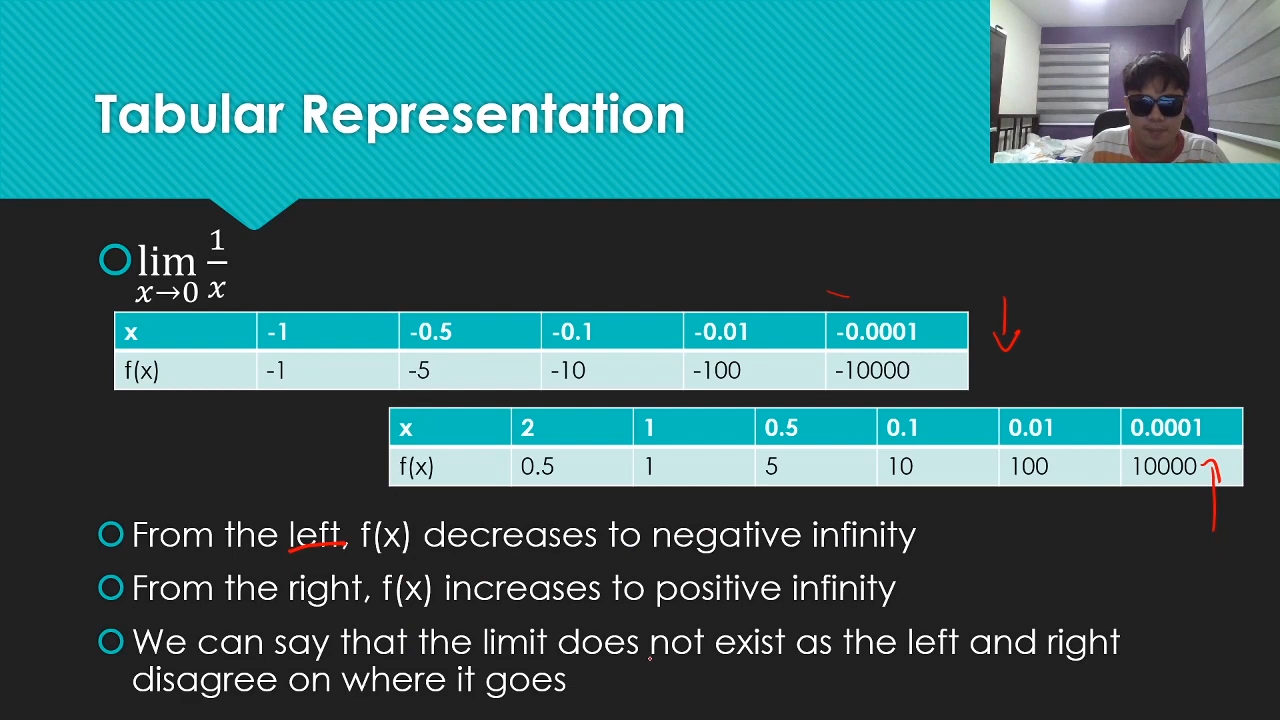 Tabular Representation
lim x→0 1/x
x -1 -0.5 -0.1 -0.01 -0.0001
f(x) -1 -5 -10 -100 -10000
x 2 1 0.5 0.1 0.01 0.0001
f(x) 0.5 1 5 10 100 10000
From the left, f(x) decreases to negative infinity
From the right, f(x) increases to positive infinity
We can say that the limit does not exist as the left and right
disagree on where it goes